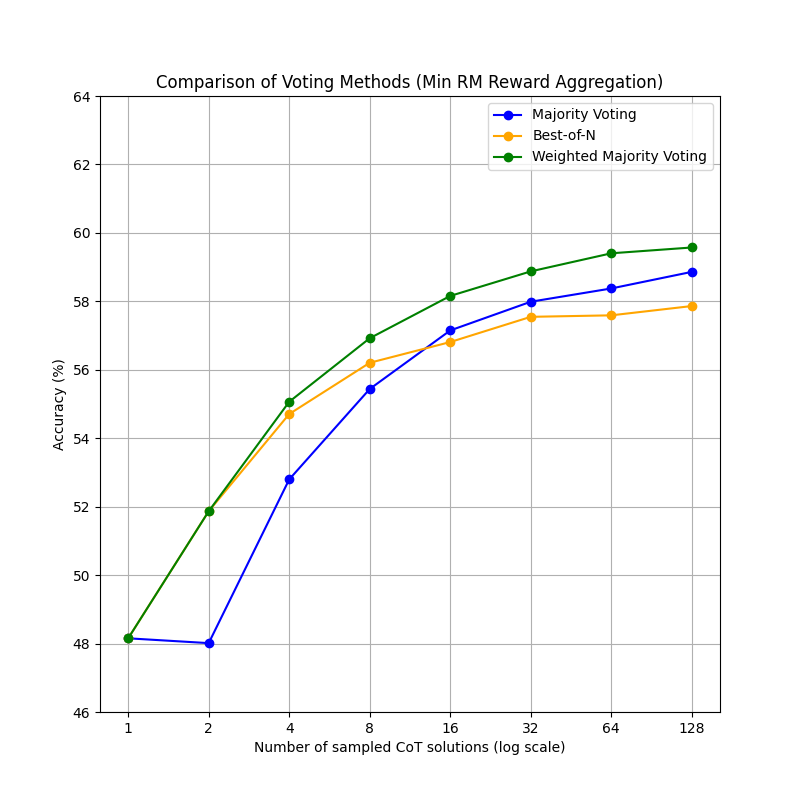 Comparison of Voting Methods (Min RM Reward Aggregation)
Majority Voting
Best-of-N
Weighted Majority Voting
Accuracy (%)
64
62
60
58
56
54
52
50
48
46
1 2 4 8 16 32 64 128
Number of sampled CoT solutions (log scale)